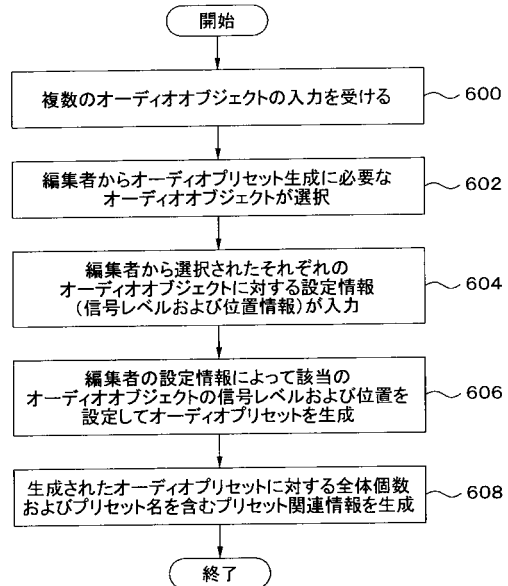 開始
複数のオーディオオブジェクトの入力を受ける
600
編集者からオーディオプリセット生成に必要な
オーディオオブジェクトが選択
602
編集者から選択されたそれぞれの
オーディオオブジェクトに対する設定情報
(信号レベルおよび位置情報)が入力
604
編集者の設定情報によって該当の
オーディオオブジェクトの信号レベルおよび位置を
設定してオーディオプリセットを生成
606
生成されたオーディオプリセットに対する全体個数
およびプリセット名を含むプリセット関連情報を生成
608
終了